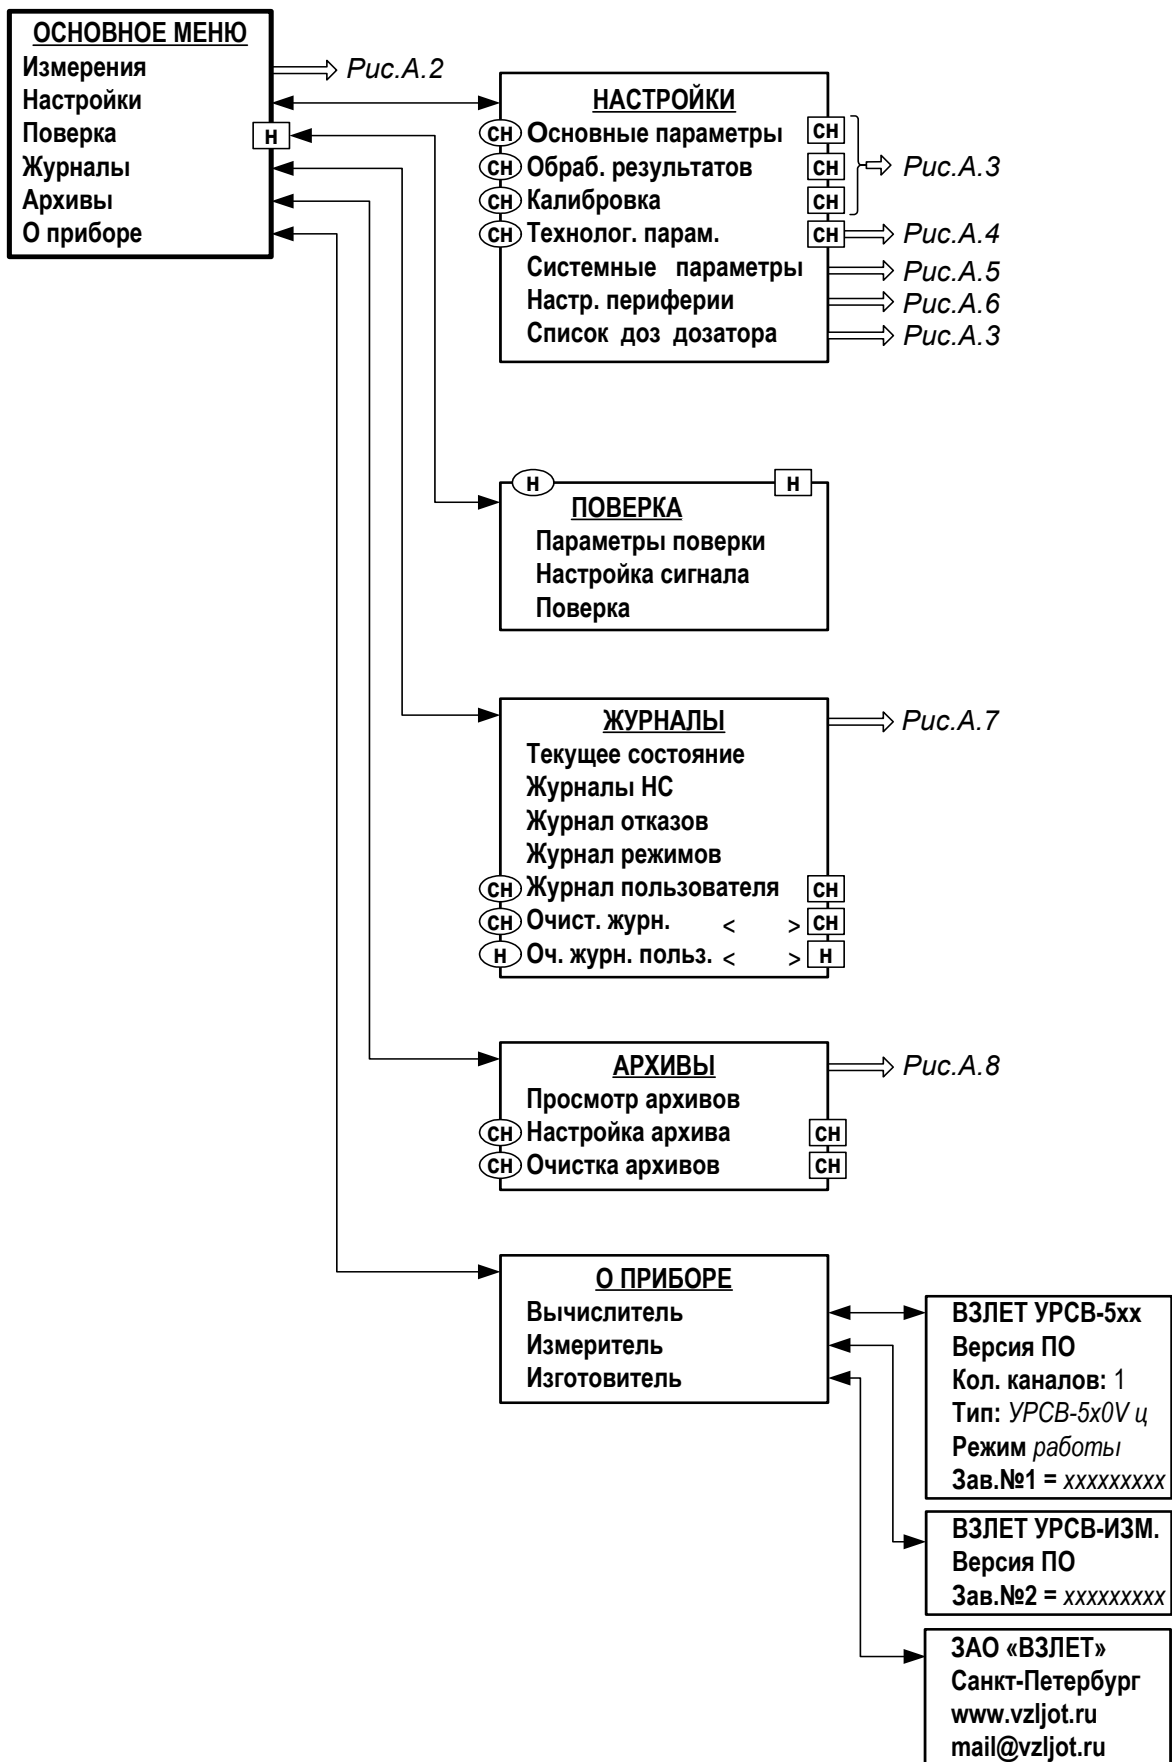 ОСНОВНОЕ МЕНЮ
Измерения
Рис.А.2
Настройки
Поверка
Н
Журналы
Архивы
О приборе
НАСТРОЙКИ
СН Основные параметры СН
СН Обраб. результатов СН Рис.А.3
СН Калибровка СН
СН Технолог. парам. СН Рис.А.4
Системные параметры Рис.А.5
Настр. периферии Рис.А.6
Список доз дозатора Рис.А.3
Н Н
ПОВЕРКА
Параметры поверки
Настройка сигнала
Поверка
ЖУРНАЛЫ Рис.А.7
Текущее состояние
Журналы НС
Журнал отказов
Журнал режимов
СН Журнал пользователя СН
СН Очист. журн. < > СН
Н Оч. журн. польз. < > Н
АРХИВЫ Рис.А.8
Просмотр архивов
СН Настройка архива СН
СН Очистка архивов СН
О ПРИБОРЕ
Вычислитель
Измеритель
Изготовитель
ВЗЛЕТ УРСВ-5хх
Версия ПО
Кол. каналов: 1
Тип: УРСВ-5х0V ц
Режим работы
Зав.№1 = ххххххххх
ВЗЛЕТ УРСВ-ИЗМ.
Версия ПО
Зав.№2 = ххххххххх
ЗАО «ВЗЛЕТ»
Санкт-Петербург
www.vzljot.ru
mail@vzljot.ru